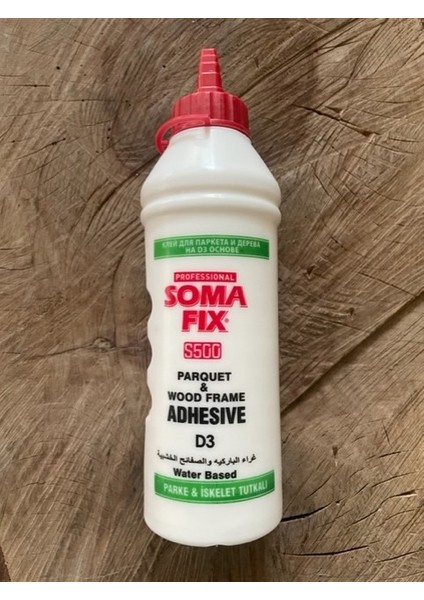 КЛЕЙ ДЛЯ ПАРКЕТА И ДЕРЕВА
НА D3 ОСНОВЕ
PROFESSIONAL
SOMA
FIX®
S500
PARQUET
&
WOOD FRAME
ADHESIVE
D3
غراء الباركيه والصفائح الخشبية
Water Based
PARKE & İSKELET TUTKALI